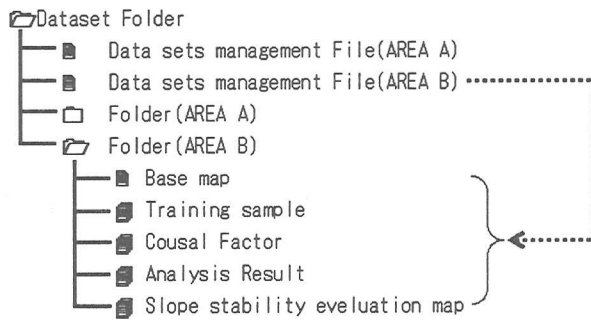 Dataset Folder
Data sets management File(AREA A)
Data sets management File(AREA B)
Folder(AREA A)
Folder(AREA B)
Base map
Training sample
Cousal Factor
Analysis Result
Slope stability eveluation map